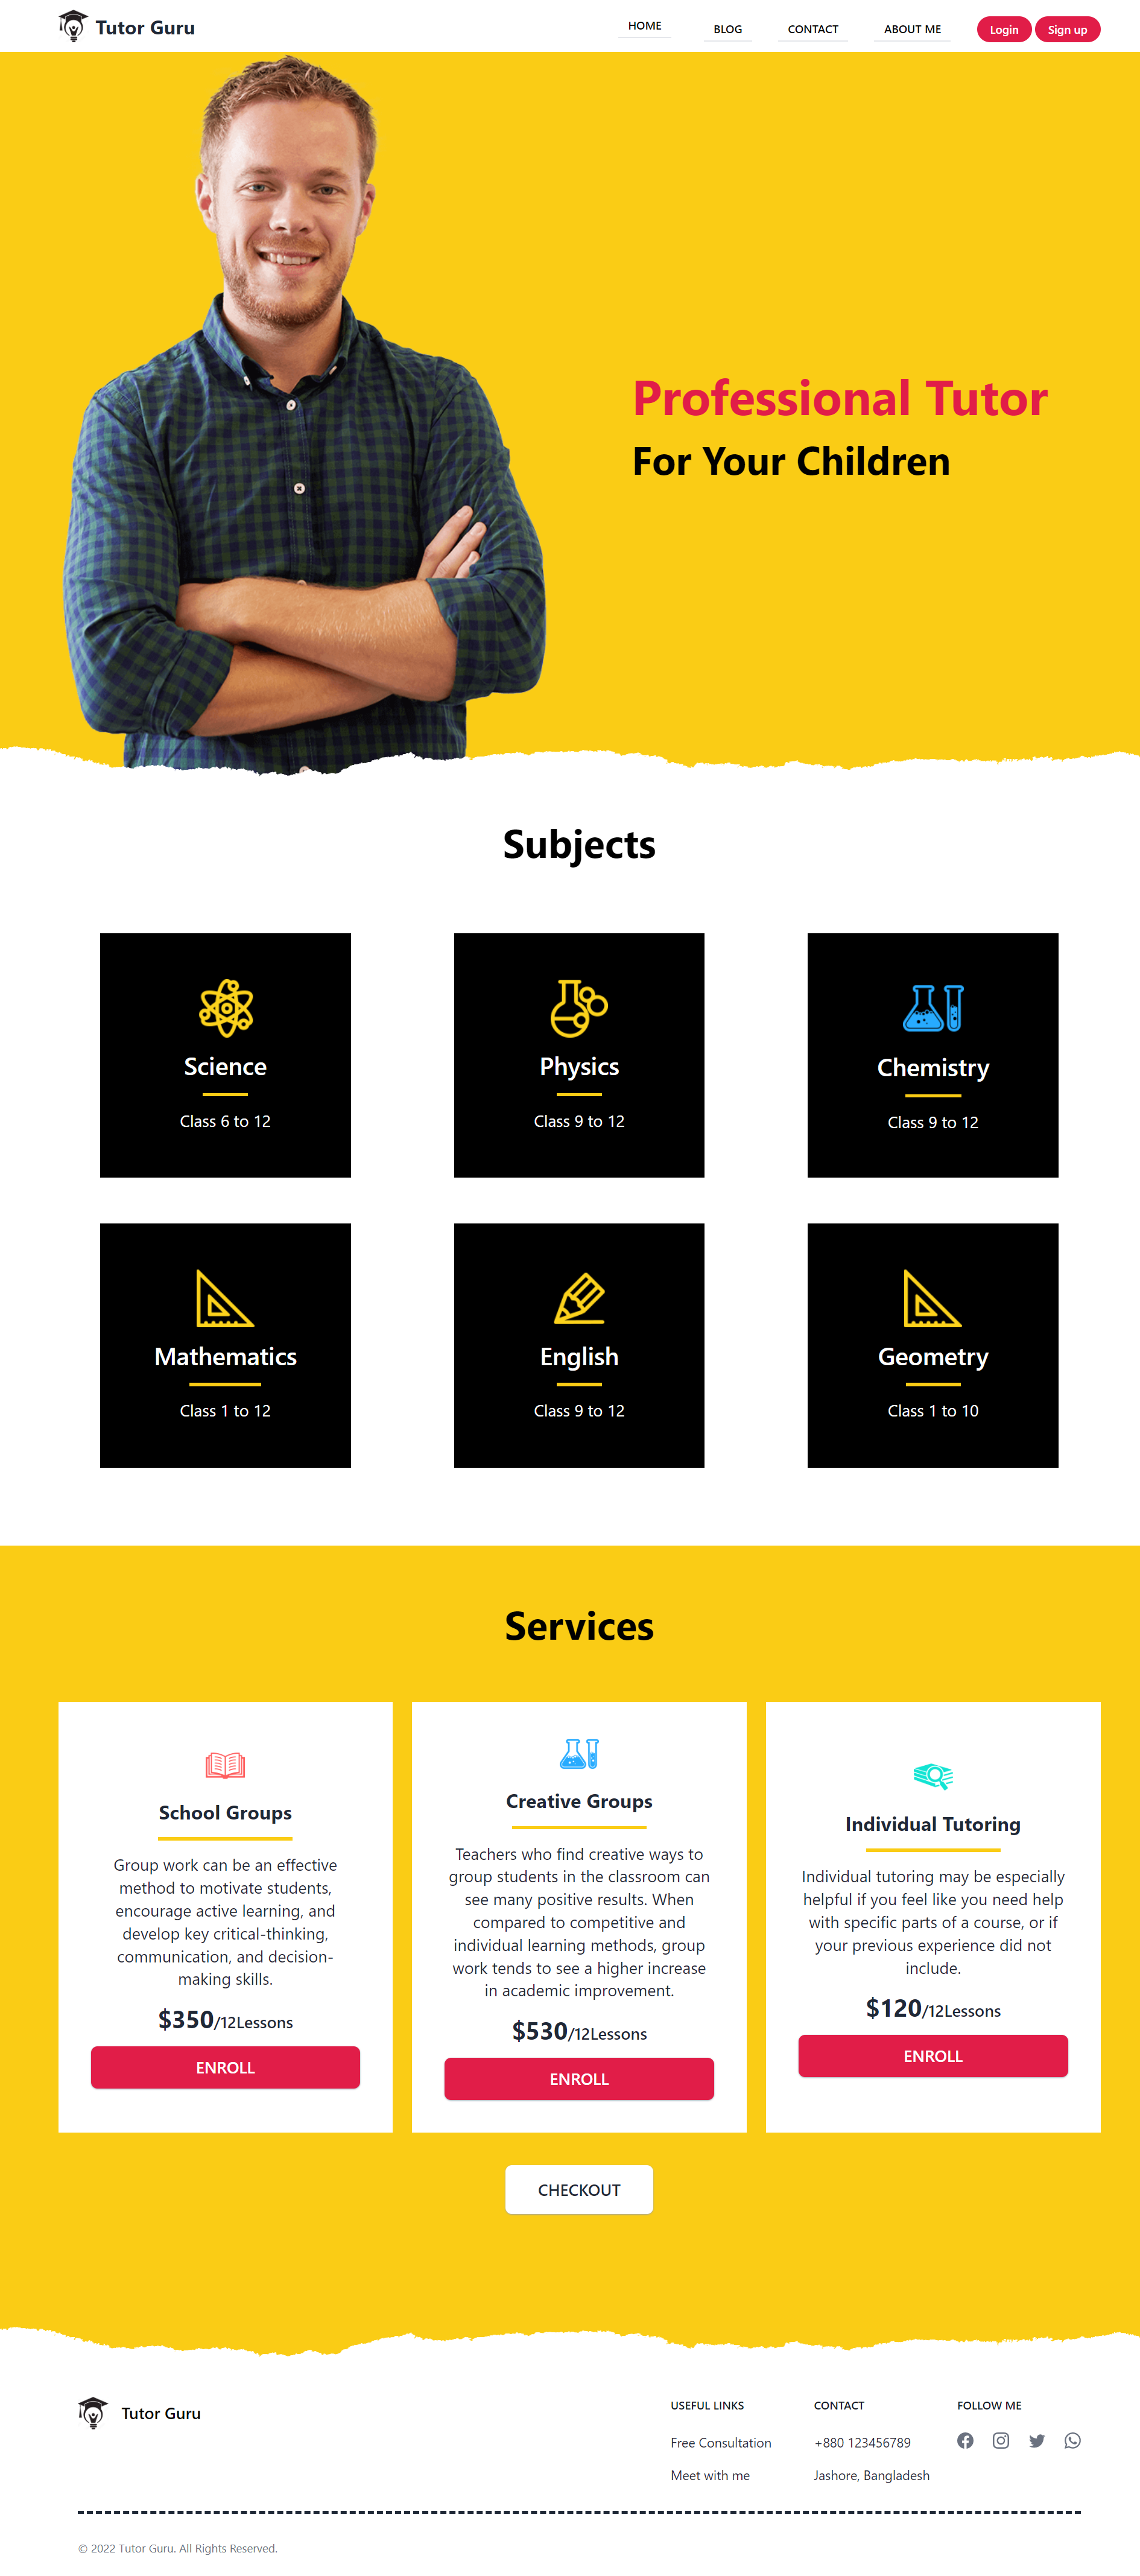 Tutor Guru
HOME
BLOG
CONTACT
ABOUT ME
Login
Sign up
Professional Tutor
For Your Children
Subjects
Science
Class 6 to 12
Physics
Class 9 to 12
Chemistry
Class 9 to 12
Mathematics
Class 1 to 12
English
Class 9 to 12
Geometry
Class 1 to 10
Services
School Groups
Group work can be an effective
method to motivate students,
encourage active learning, and
develop key critical-thinking,
communication, and decision-
making skills.
$350/12Lessons
ENROLL
Creative Groups
Teachers who find creative ways to
group students in the classroom can
see many positive results. When
compared to competitive and
individual learning methods, group
work tends to see a higher increase
in academic improvement.
$530/12Lessons
ENROLL
Individual Tutoring
Individual tutoring may be especially
helpful if you feel like you need help
with specific parts of a course, or if
your previous experience did not
include.
$120/12Lessons
ENROLL
CHECKOUT
Tutor Guru
USEFUL LINKS
Free Consultation
Meet with me
CONTACT
+880 123456789
Jashore, Bangladesh
FOLLOW ME
© 2022 Tutor Guru. All Rights Reserved.